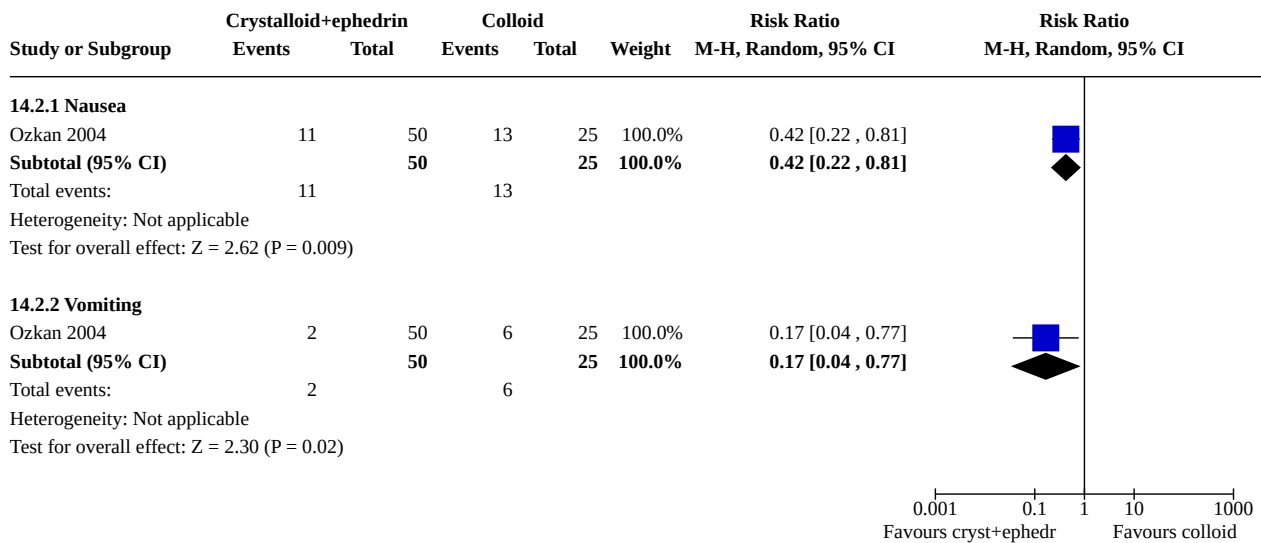 Crystalloid+ephedrin Colloid Risk Ratio Risk Ratio
Study or Subgroup Events Total Events Total Weight M-H, Random, 95% CI M-H, Random, 95% CI
14.2.1 Nausea
Ozkan 2004 11 50 13 25 100.0% 0.42 [0.22 , 0.81]
Subtotal (95% CI) 50 25 100.0% 0.42 [0.22 , 0.81]
Total events: 11 13
Heterogeneity: Not applicable
Test for overall effect: Z = 2.62 (P = 0.009)
14.2.2 Vomiting
Ozkan 2004 2 50 6 25 100.0% 0.17 [0.04 , 0.77]
Subtotal (95% CI) 50 25 100.0% 0.17 [0.04 , 0.77]
Total events: 2 6
Heterogeneity: Not applicable
Test for overall effect: Z = 2.30 (P = 0.02)
0.001 0.1 1 10 1000
Favours cryst+ephedr Favours colloid